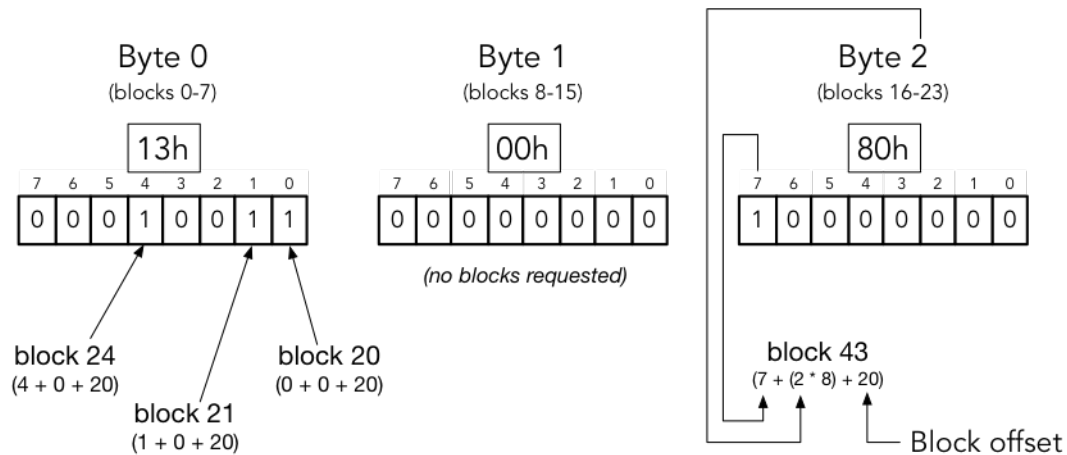 Byte 0
(blocks 0-7)
13h
7 6 5 4 3 2 1 0
0 0 0 1 0 0 1 1
block 24
(4 + 0 + 20)
block 21
(1 + 0 + 20)
block 20
(0 + 0 + 20)
Byte 1
(blocks 8-15)
00h
7 6 5 4 3 2 1 0
0 0 0 0 0 0 0 0
(no blocks requested)
Byte 2
(blocks 16-23)
80h
7 6 5 4 3 2 1 0
1 0 0 0 0 0 0 0
block 43
(7 + (2 * 8) + 20)
Block offset